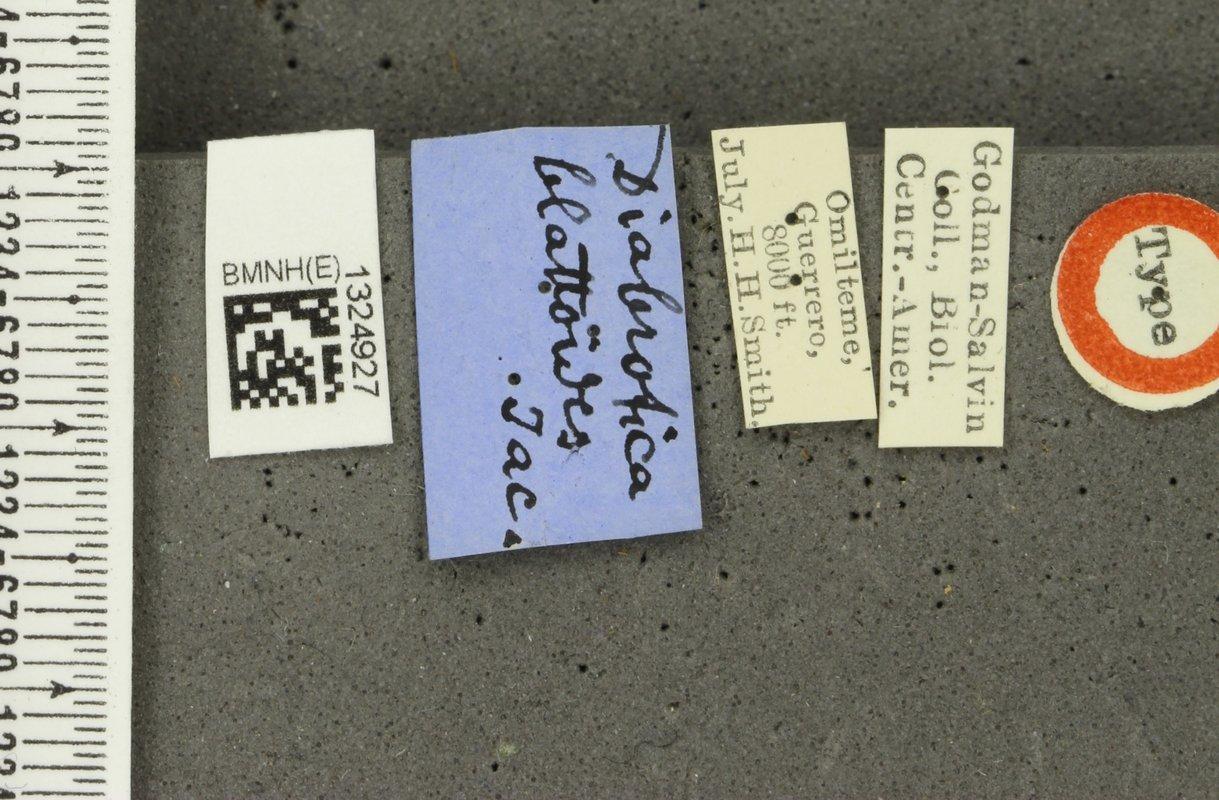 BMNH(E)
1324927
Diabrotica
blattoides
.Jac.
Omilteme,
Guerrero,
8000 ft.
July. H.H.Smith.
Godman-Salvin
Coll., Biol.
Centr.-Amer.
Type